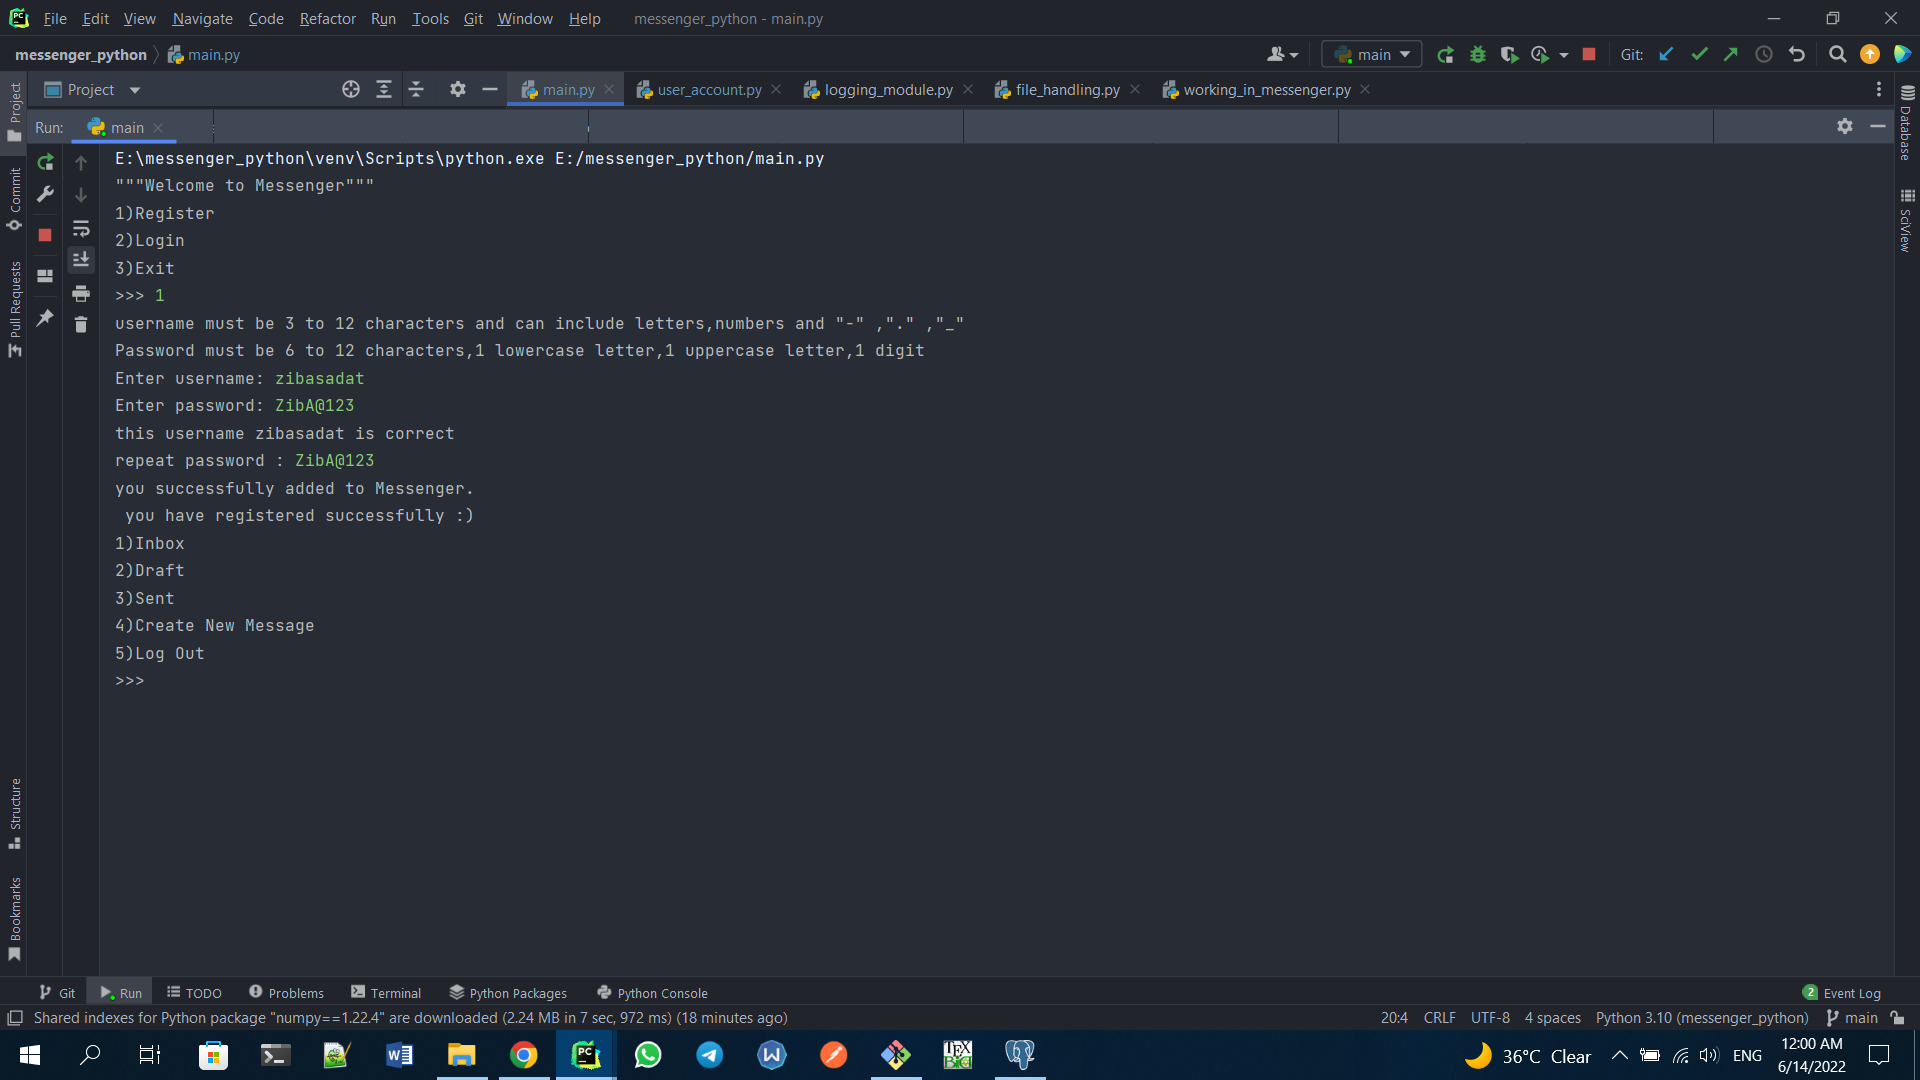 File Edit View Navigate Code Refactor Run Tools Git Window Help messenger_python - main.py
messenger_python main.py main Git:
Project main.py user_account.py logging_module.py file_handling.py working_in_messenger.py
Run: main
E:\messenger_python\venv\Scripts\python.exe E:/messenger_python/main.py
"""Welcome to Messenger"""
1)Register
2)Login
3)Exit
>>> 1
username must be 3 to 12 characters and can include letters,numbers and "-" ,"." ,"_"
Password must be 6 to 12 characters,1 lowercase letter,1 uppercase letter,1 digit
Enter username: zibasadat
Enter password: ZibA@123
this username zibasadat is correct
repeat password : ZibA@123
you successfully added to Messenger.
 you have registered successfully :)
1)Inbox
2)Draft
3)Sent
4)Create New Message
5)Log Out
>>>
Project
Commit
Pull Requests
Structure
Bookmarks
Database
SciView
Git Run TODO Problems Terminal Python Packages Python Console 2 Event Log
Shared indexes for Python package "numpy==1.22.4" are downloaded (2.24 MB in 7 sec, 972 ms) (18 minutes ago) 20:4 CRLF UTF-8 4 spaces Python 3.10 (messenger_python) main
36°C Clear ENG 12:00 AM
6/14/2022